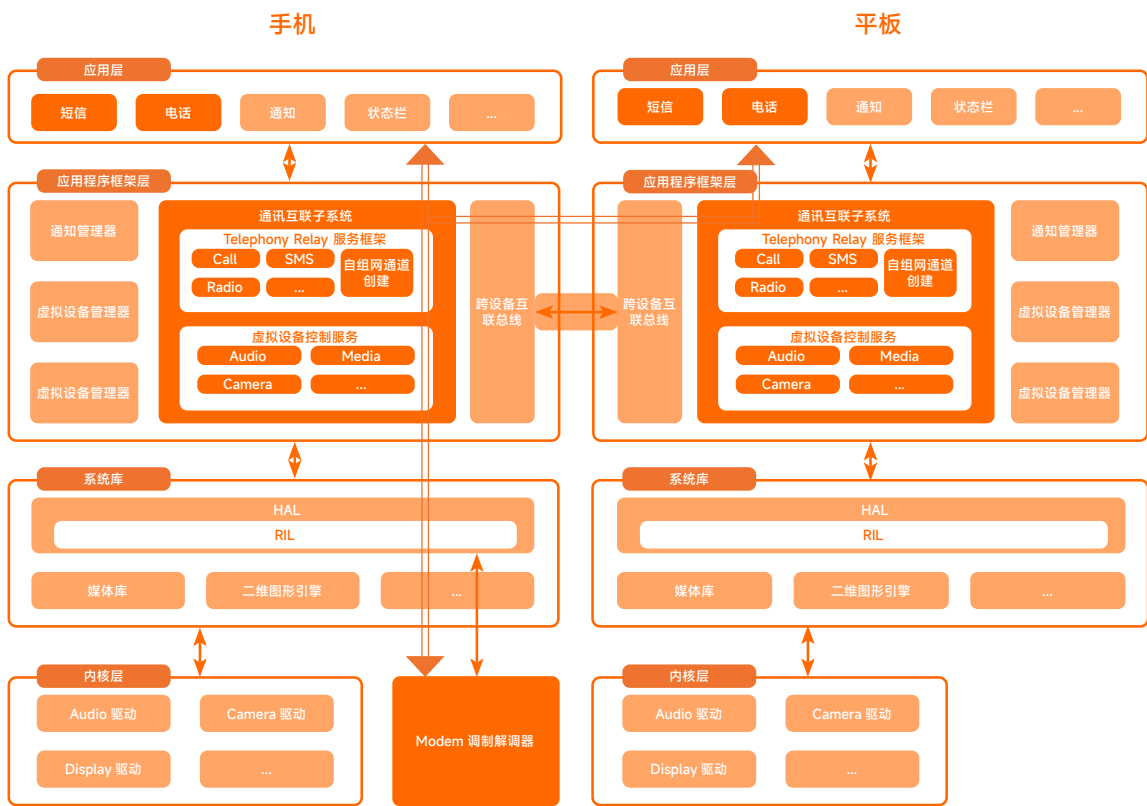 手机
应用层
短信
电话
通知
状态栏
...
应用程序框架层
通知管理器
虚拟设备管理器
虚拟设备管理器
通讯互联子系统
Telephony Relay 服务框架
Call
SMS
Radio
...
自组网通道
创建
虚拟设备控制服务
Audio
Media
Camera
...
跨设备互
联总线
系统库
HAL
RIL
媒体库
二维图形引擎
...
内核层
Audio 驱动
Camera 驱动
Display 驱动
...
Modem 调制解调器
平板
应用层
短信
电话
通知
状态栏
...
应用程序框架层
跨设备互
联总线
通讯互联子系统
Telephony Relay 服务框架
Call
SMS
Radio
...
自组网通道
创建
虚拟设备控制服务
Audio
Media
Camera
...
通知管理器
虚拟设备管理器
虚拟设备管理器
系统库
HAL
RIL
媒体库
二维图形引擎
...
内核层
Audio 驱动
Camera 驱动
Display 驱动
...